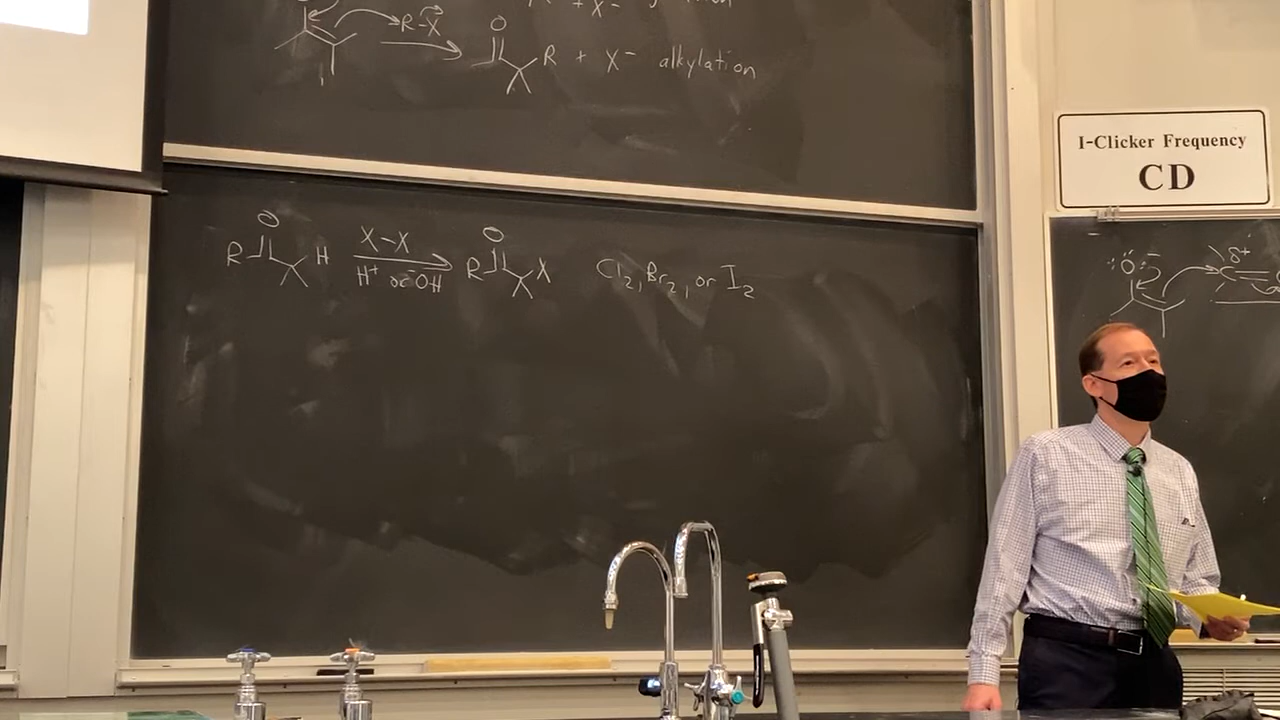 R-X
O
R + X⁻ alkylation
I-Clicker Frequency
CD
O
R H
X-X
H⁺ or ⁻OH
O
R X
Cl₂, Br₂, or I₂
:Ö:⁻
C δ+